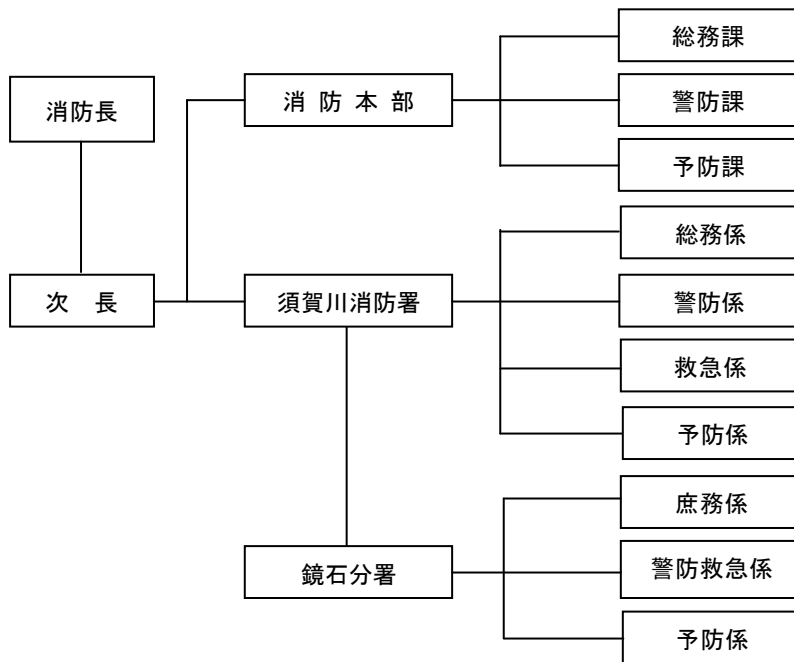 消防長
次　長
消 防 本 部
総務課
警防課
予防課
須賀川消防署
総務係
警防係
救急係
予防係
鏡石分署
庶務係
警防救急係
予防係